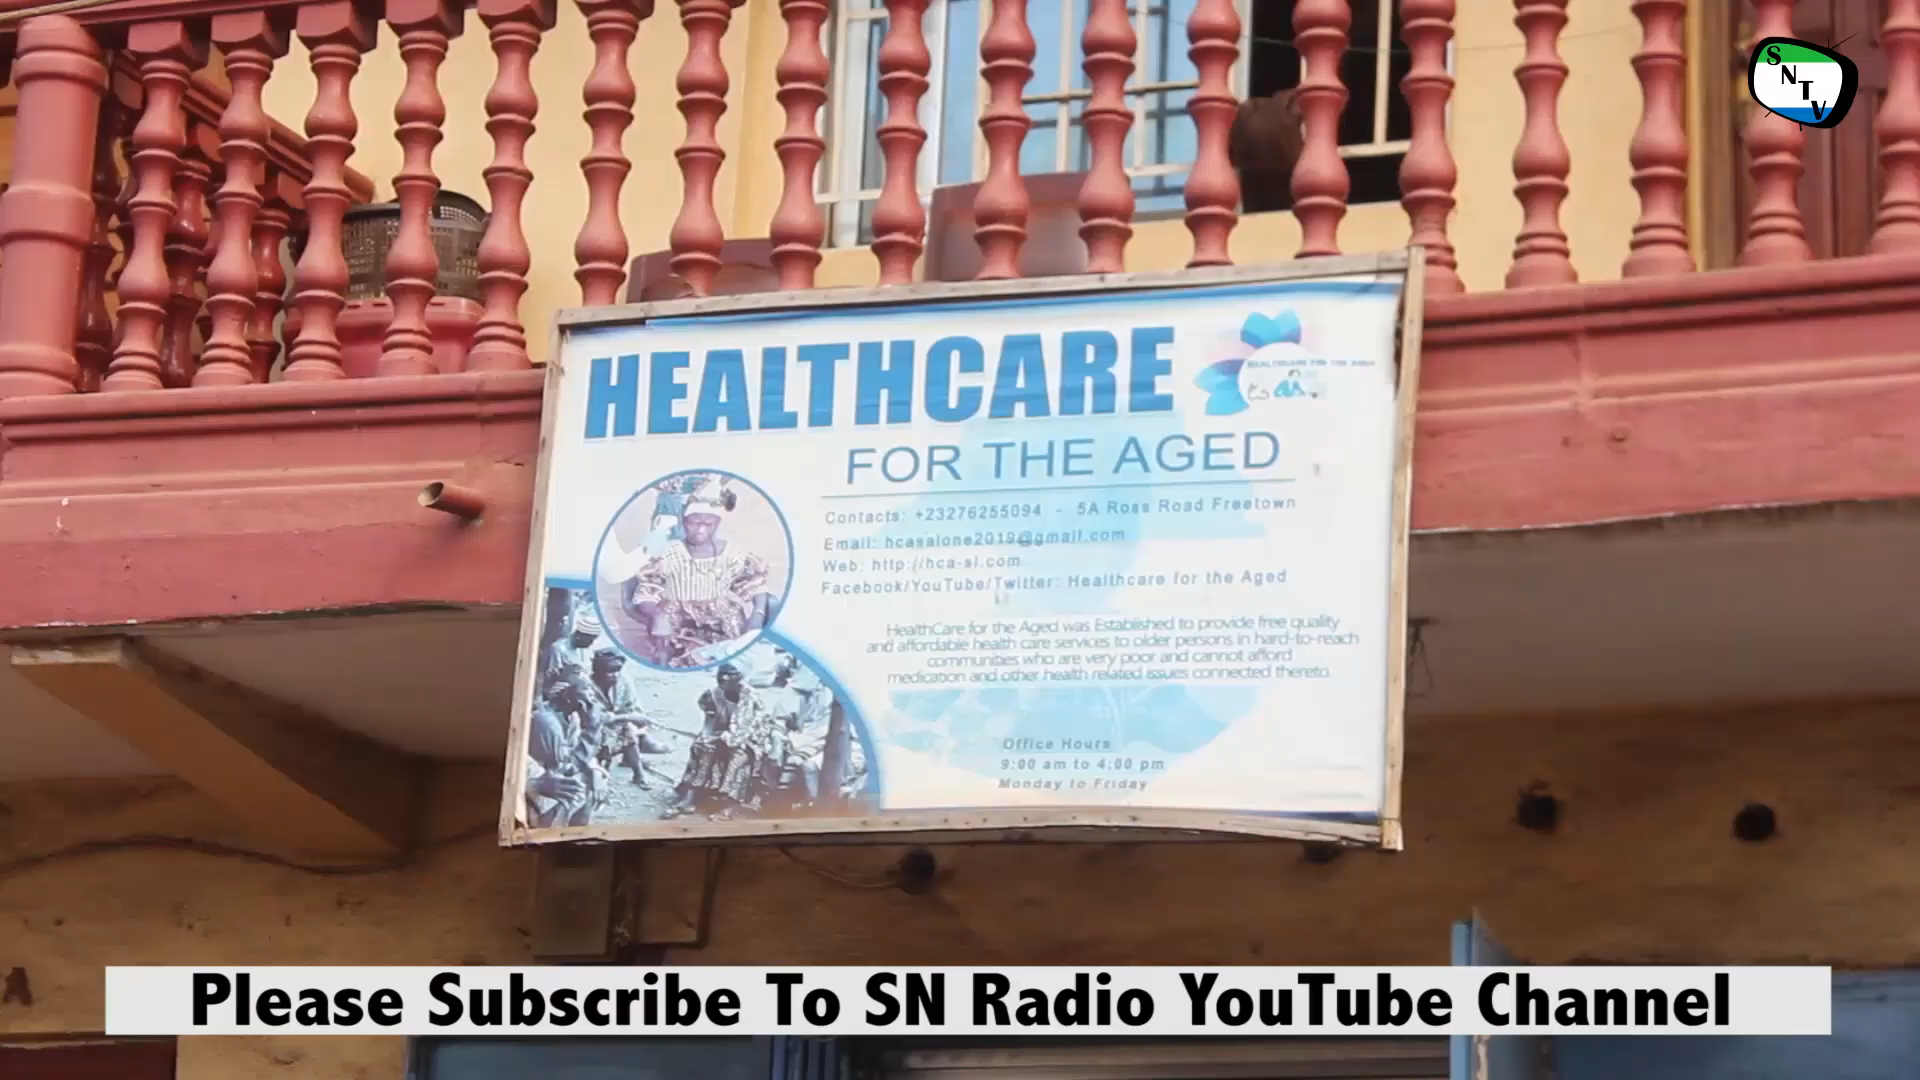 SNTV
HEALTHCARE
FOR THE AGED
HEALTHCARE FOR THE AGED
Contacts: +23276255094 - 5A Ross Road Freetown
Email: hcasalone2019@gmail.com
Web: http://hca-sl.com
Facebook/YouTube/Twitter: Healthcare for the Aged
HealthCare for the Aged was Established to provide free quality
and affordable health care services to older persons in hard-to-reach
communities who are very poor and cannot afford
medication and other health related issues connected thereto.
Office Hours
9:00 am to 4:00 pm
Monday to Friday
Please Subscribe To SN Radio YouTube Channel